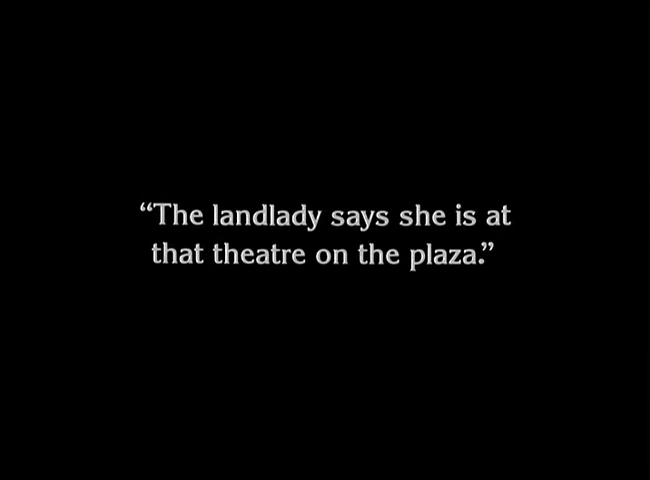 “The landlady says she is at
that theatre on the plaza.”